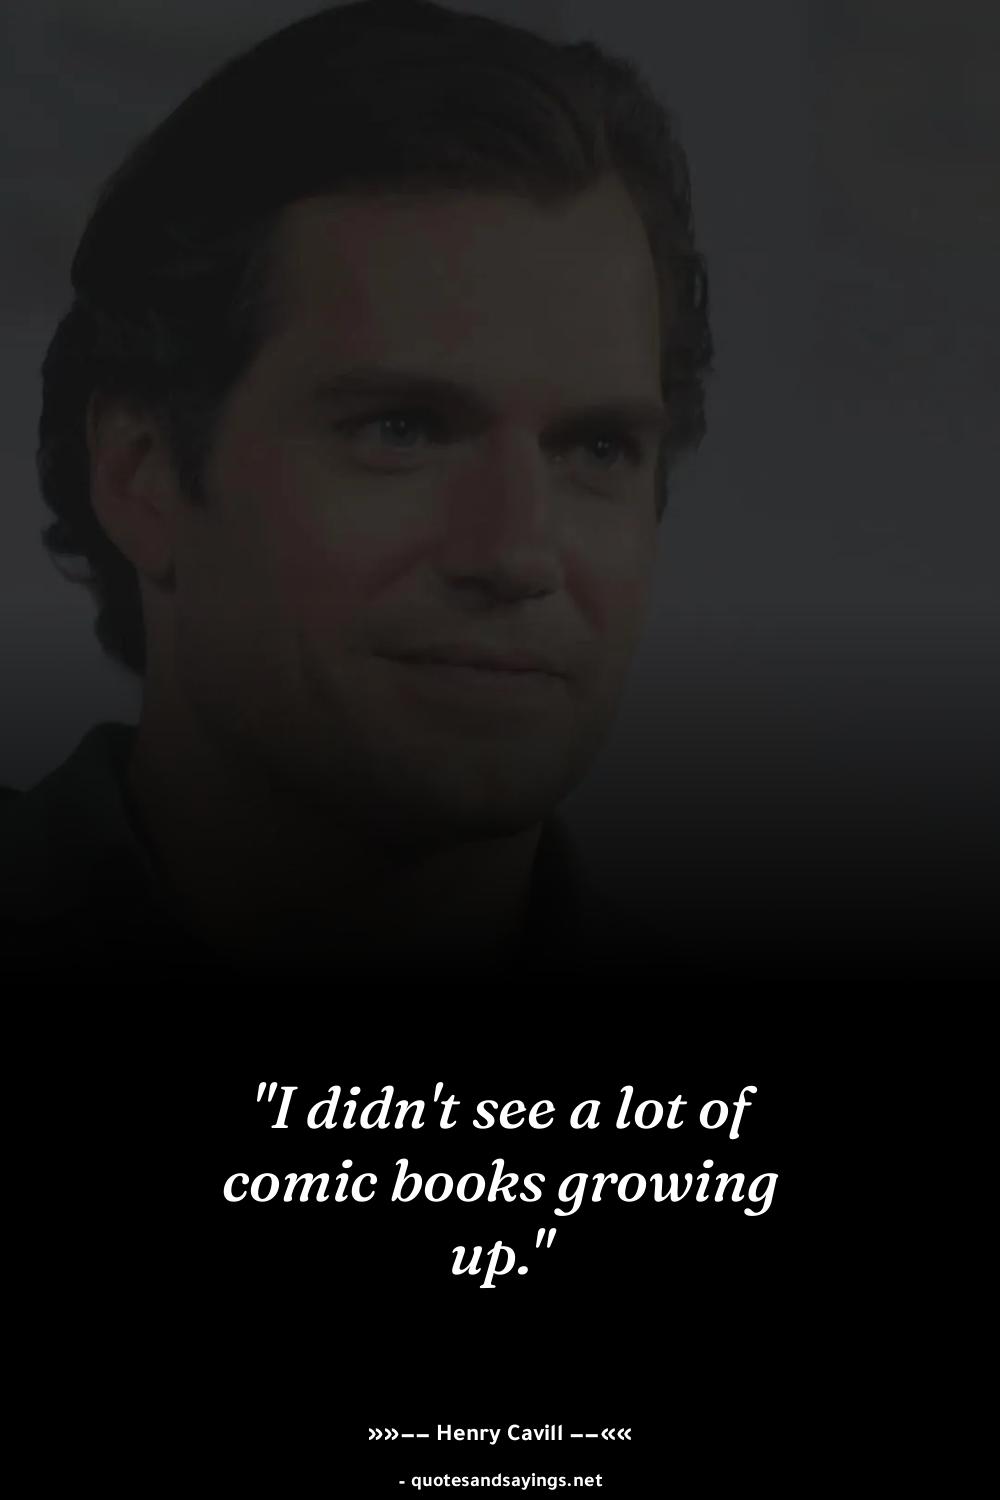 "I didn't see a lot of
comic books growing
up."
»»−− Henry Cavill −−««
- quotesandsayings.net